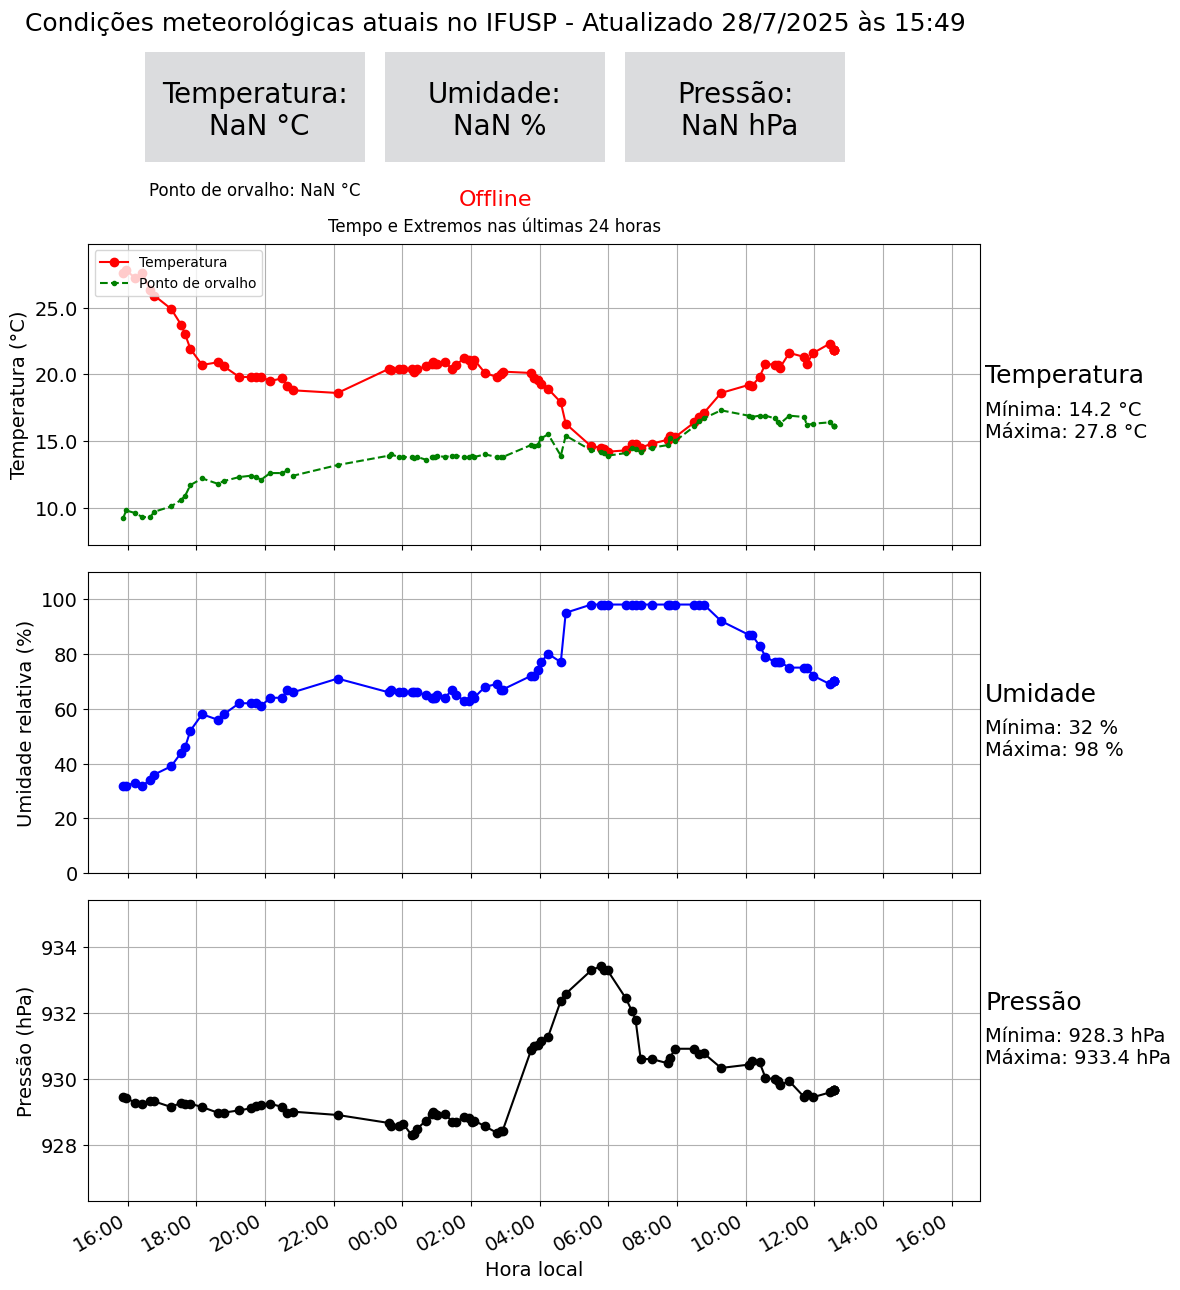 Condições meteorológicas atuais no IFUSP - Atualizado 28/7/2025 às 15:49
Temperatura:
NaN °C
Umidade:
NaN %
Pressão:
NaN hPa
Ponto de orvalho: NaN °C
Offline
Tempo e Extremos nas últimas 24 horas
Temperatura
Ponto de orvalho
Temperatura (°C)
25.0
20.0
15.0
10.0
Temperatura
Mínima: 14.2 °C
Máxima: 27.8 °C
Umidade relativa (%)
100
80
60
40
20
0
Umidade
Mínima: 32 %
Máxima: 98 %
Pressão (hPa)
934
932
930
928
Pressão
Mínima: 928.3 hPa
Máxima: 933.4 hPa
16:00
18:00
20:00
22:00
00:00
02:00
04:00
06:00
08:00
10:00
12:00
14:00
16:00
Hora local